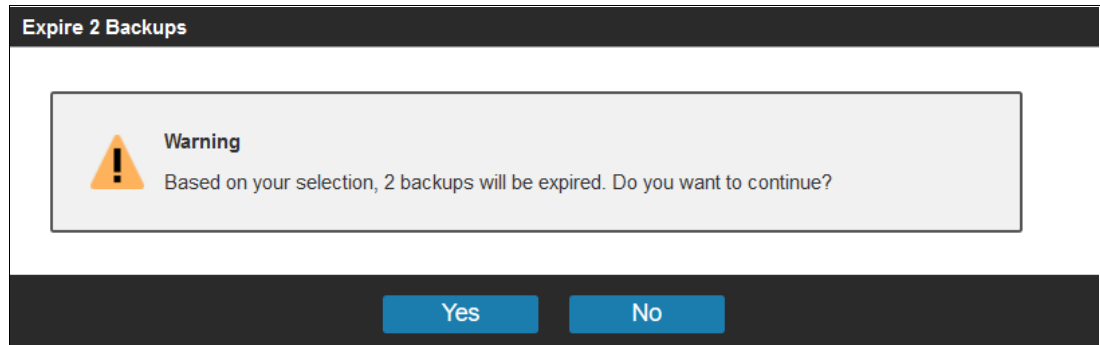 Expire 2 Backups
Warning
Based on your selection, 2 backups will be expired. Do you want to continue?
Yes
No